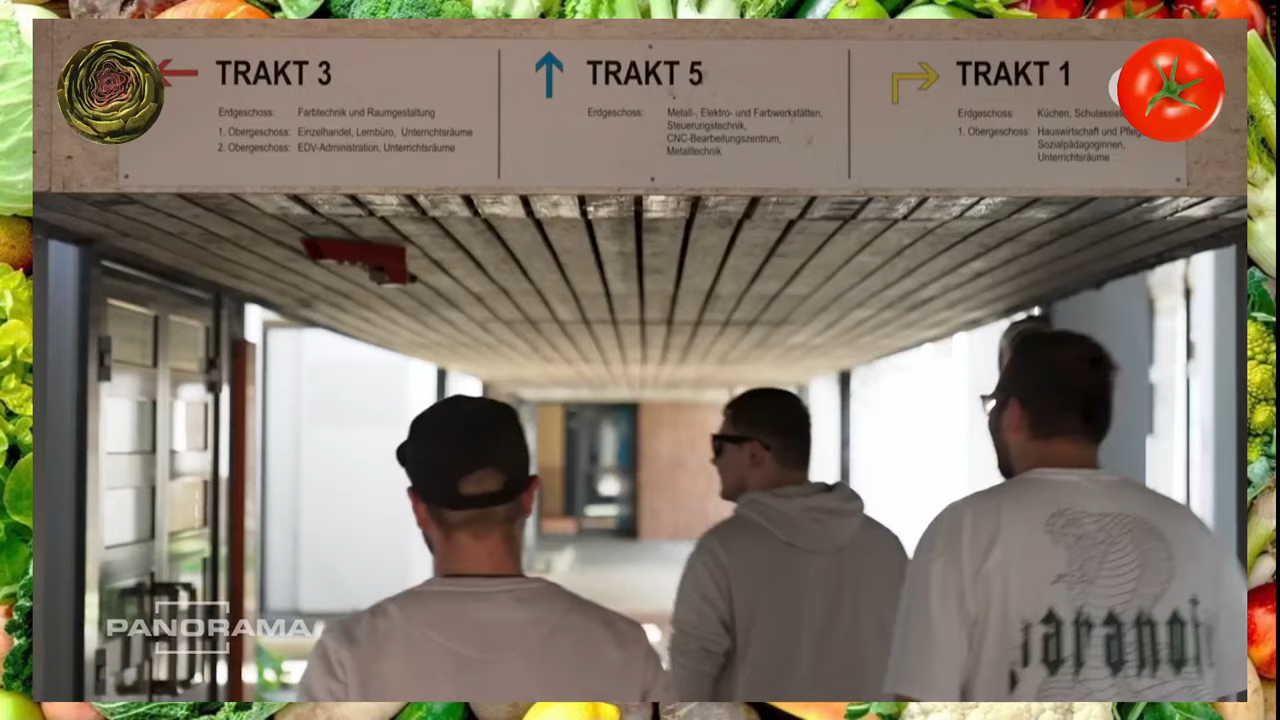 TRAKT 3
Erdgeschoss: Farbtechnik und Raumgestaltung
1. Obergeschoss: Einzelhandel, Lernbüro, Unterrichtsräume
2. Obergeschoss: EDV-Administration, Unterrichtsräume
TRAKT 5
Erdgeschoss: Metall-, Elektro- und Farbwerkstätten,
Steuerungstechnik,
CNC-Bearbeitungszentrum,
Metalltechnik
TRAKT 1
Erdgeschoss: Küchen,
1. Obergeschoss: Hauswirtschaft und
Sozialpädagoginnen,
Unterrichtsräume
PANORAMA